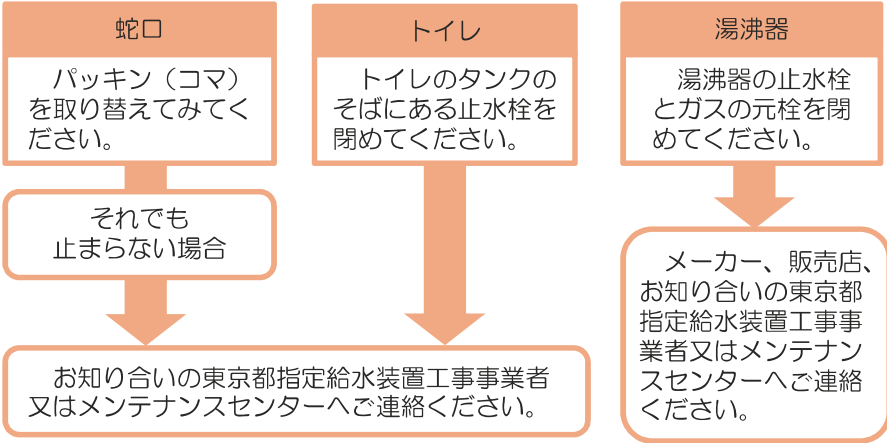 蛇口
パッキン（コマ）
を取り替えてみてく
ださい。
それでも
止まらない場合
トイレ
トイレのタンクの
そばにある止水栓を
閉めてください。
お知り合いの東京都指定給水装置工事事業者
又はメンテナンスセンターへご連絡ください。
湯沸器
湯沸器の止水栓
とガスの元栓を閉
めてください。
メーカー、販売店、
お知り合いの東京都
指定給水装置工事事
業者又はメンテナン
スセンターへご連絡
ください。